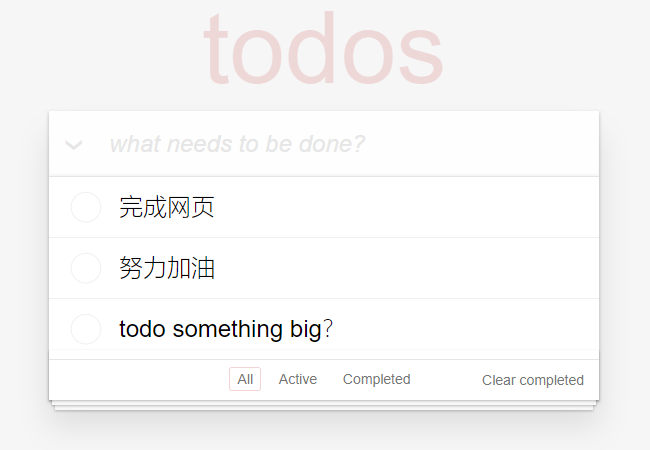 todos
what needs to be done?
完成网页
努力加油
todo something big？
All Active Completed Clear completed